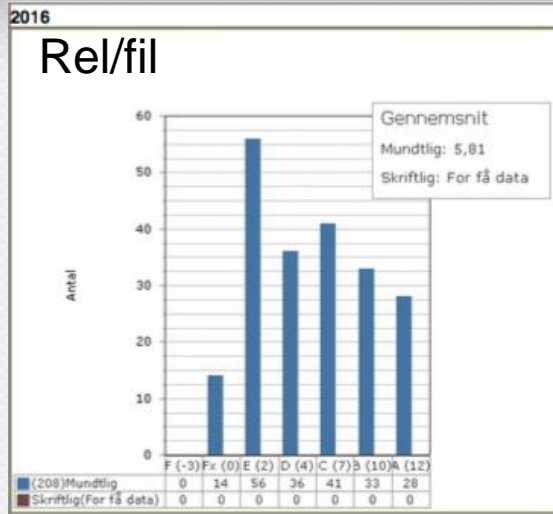 2016
Rel/fil
Gennemsnit
Mundtlig: 5,81
Skriftlig: For få data
60
50
40
30
20
10
0
Antal
F (-3) Fx (0) E (2) D (4) C (7) B (10) A (12)
(208)Mundtlig 0 14 56 36 41 33 28
Skriftlig(For få data) 0 0 0 0 0 0 0